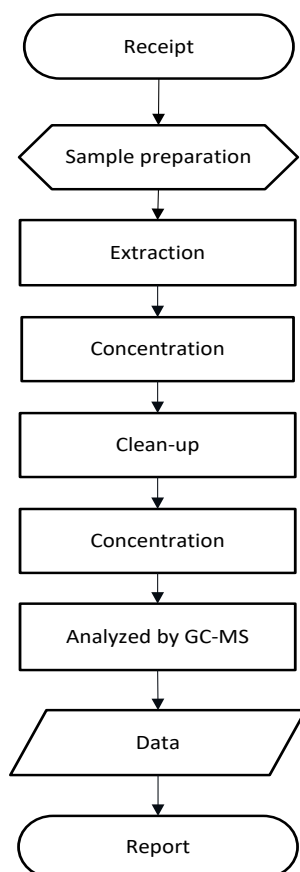 Receipt
Sample preparation
Extraction
Concentration
Clean-up
Concentration
Analyzed by GC-MS
Data
Report